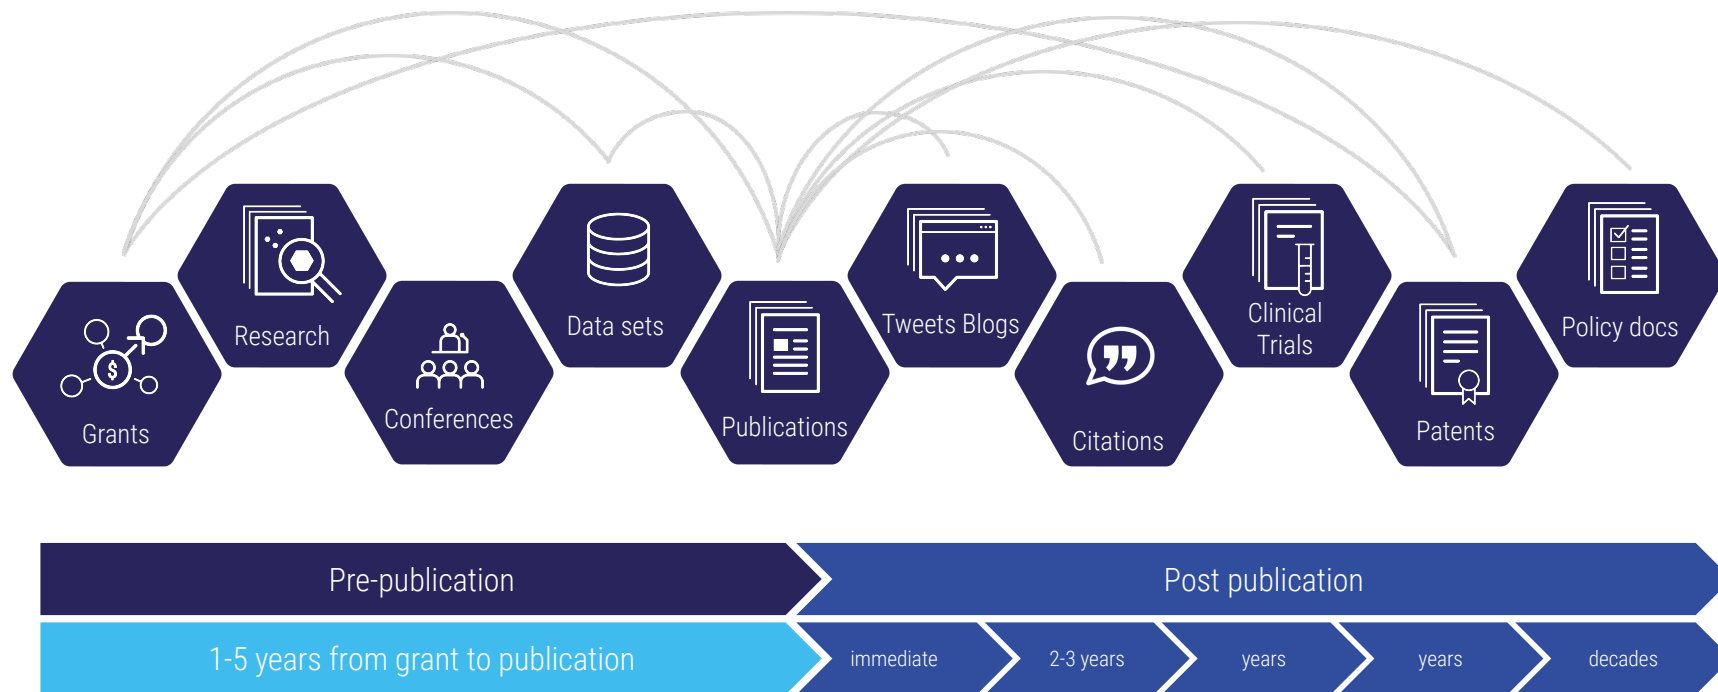 Grants
$
Research
Conferences
Data sets
Publications
Tweets Blogs
Citations
Clinical
Trials
Patents
Policy docs
Pre-publication
Post publication
1-5 years from grant to publication
immediate
2-3 years
years
years
decades